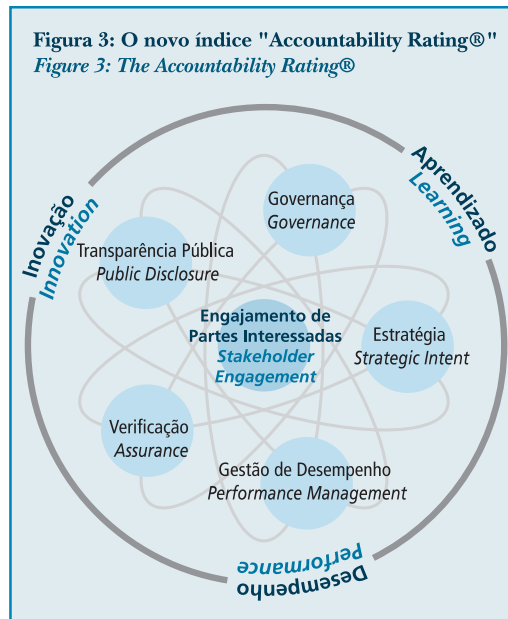 Figura 3: O novo índice "Accountability Rating®"
Figure 3: The Accountability Rating®
Aprendizado
Learning
Inovação
Innovation
Governança
Governance
Transparência Pública
Public Disclosure
Engajamento de
Partes Interessadas
Stakeholder
Engagement
Estratégia
Strategic Intent
Verificação
Assurance
Gestão de Desempenho
Performance Management
Desempenho
Performance